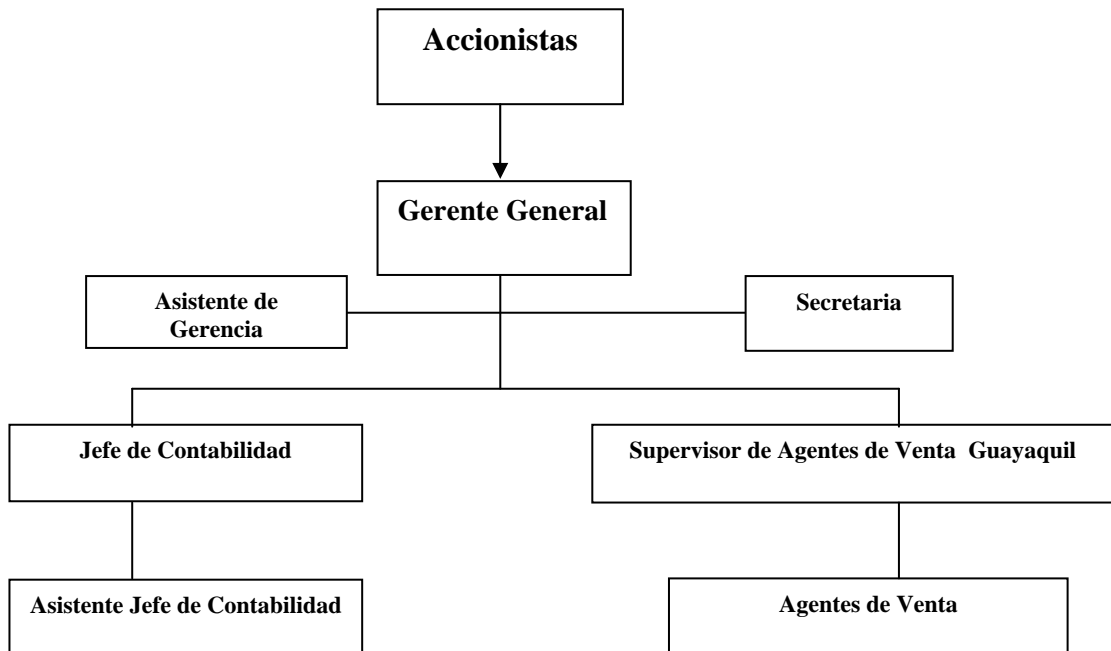 Accionistas
Gerente General
Asistente de
Gerencia
Secretaria
Jefe de Contabilidad
Supervisor de Agentes de Venta  Guayaquil
Asistente Jefe de Contabilidad
Agentes de Venta